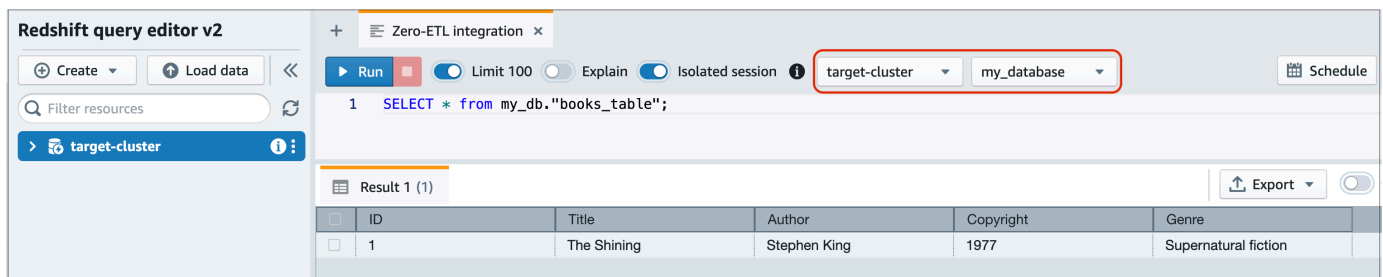 Redshift query editor v2
Create
Load data
Filter resources
target-cluster
Zero-ETL integration
Run
Limit 100
Explain
Isolated session
target-cluster
my_database
Schedule
1 SELECT * from my_db."books_table";
Result 1 (1)
Export
ID Title Author Copyright Genre
1 The Shining Stephen King 1977 Supernatural fiction